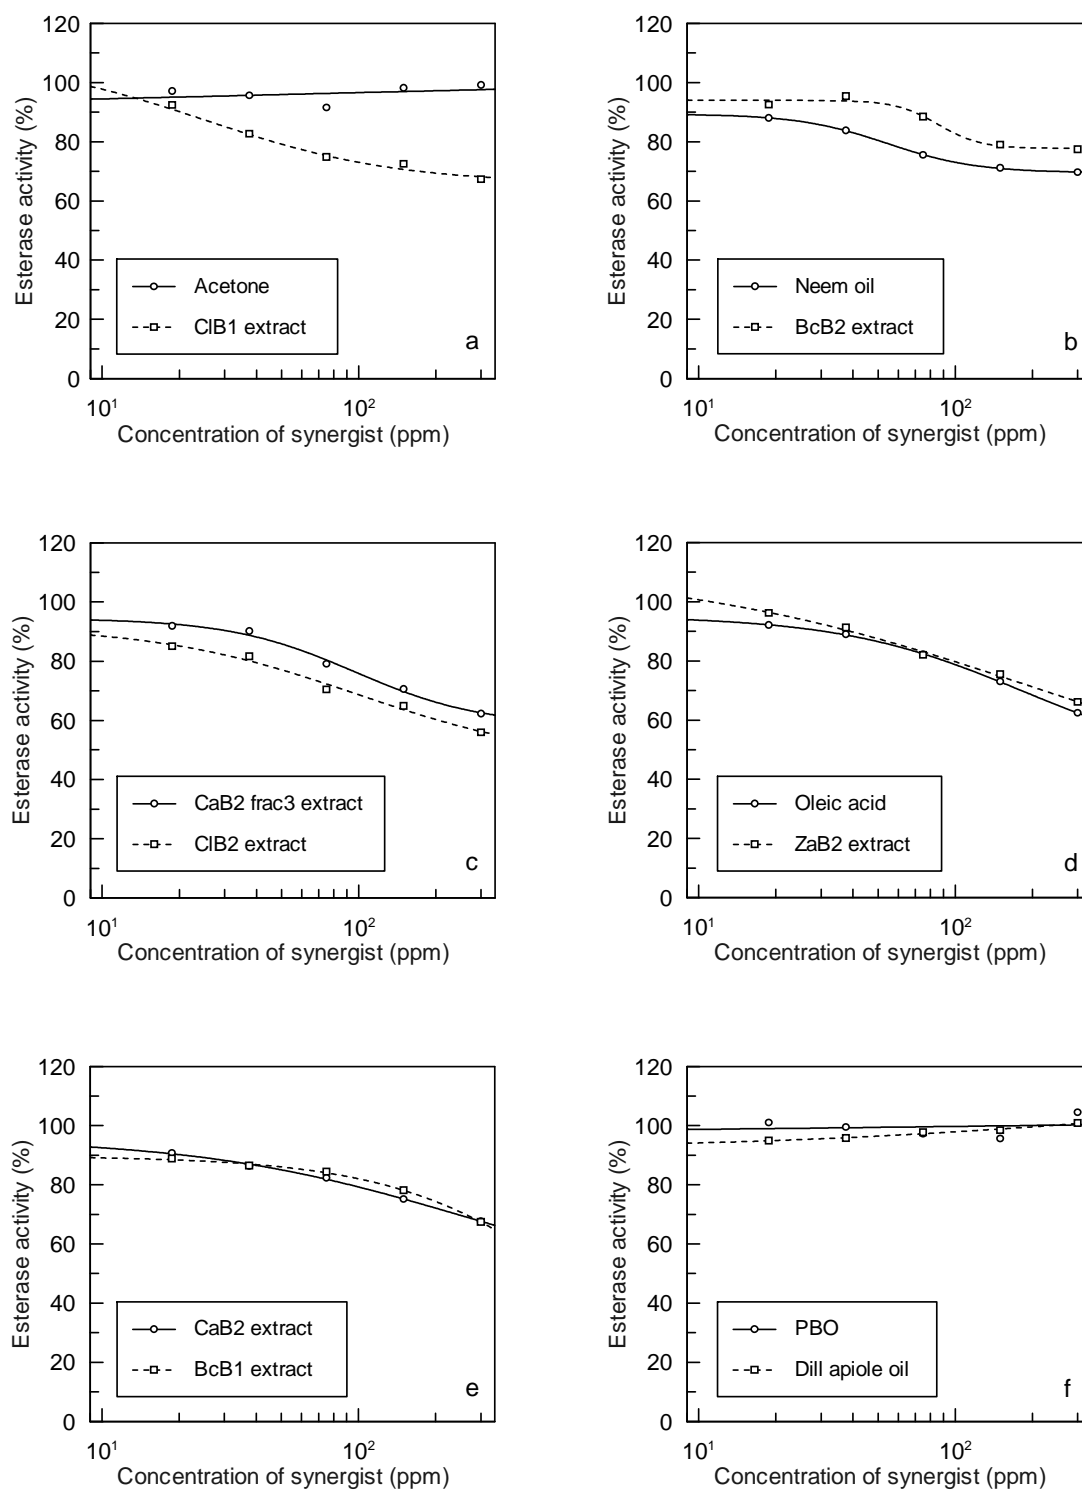 120
100
80
60
40
20
0
Esterase activity (%)
Acetone
ClB1 extract
a
10¹
10²
Concentration of synergist (ppm)
120
100
80
60
40
20
0
Esterase activity (%)
Neem oil
BcB2 extract
b
10¹
10²
Concentration of synergist (ppm)
120
100
80
60
40
20
0
Esterase activity (%)
CaB2 frac3 extract
ClB2 extract
c
10¹
10²
Concentration of synergist (ppm)
120
100
80
60
40
20
0
Esterase activity (%)
Oleic acid
ZaB2 extract
d
10¹
10²
Concentration of synergist (ppm)
120
100
80
60
40
20
0
Esterase activity (%)
CaB2 extract
BcB1 extract
e
10¹
10²
Concentration of synergist (ppm)
120
100
80
60
40
20
0
Esterase activity (%)
PBO
Dill apiole oil
f
10¹
10²
Concentration of synergist (ppm)